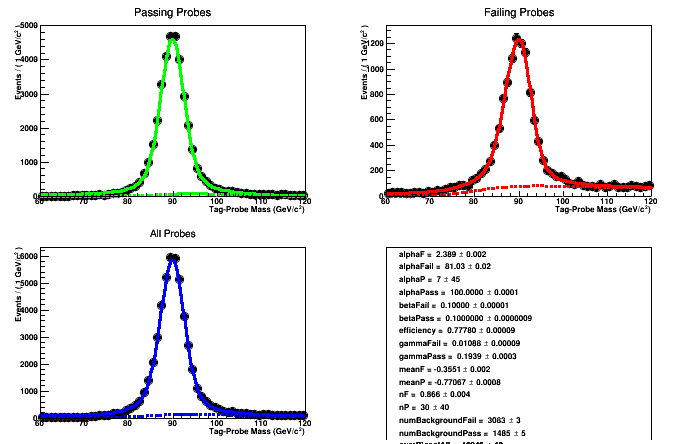 Passing Probes
Events / ( 1 GeV/c² )
5000
4000
3000
2000
1000
0
60 70 80 90 100 110 120
Tag-Probe Mass (GeV/c²)
Failing Probes
Events / ( 1 GeV/c² )
1200
1000
800
600
400
200
60 70 80 90 100 110 120
Tag-Probe Mass (GeV/c²)
All Probes
Events / ( 1 GeV/c² )
6000
5000
4000
3000
2000
1000
0
60 70 80 90 100 110 120
Tag-Probe Mass (GeV/c²)
alphaF = 2.389 ± 0.002
alphaFail = 81.03 ± 0.02
alphaP = 7 ± 45
alphaPass = 100.0000 ± 0.0001
betaFail = 0.10000 ± 0.00001
betaPass = 0.1000000 ± 0.0000009
efficiency = 0.77780 ± 0.00009
gammaFail = 0.01088 ± 0.00009
gammaPass = 0.1939 ± 0.0003
meanF = -0.3551 ± 0.002
meanP = -0.77067 ± 0.0008
nF = 0.866 ± 0.004
nP = 30 ± 40
numBackgroundFail = 3083 ± 3
numBackgroundPass = 1485 ± 5